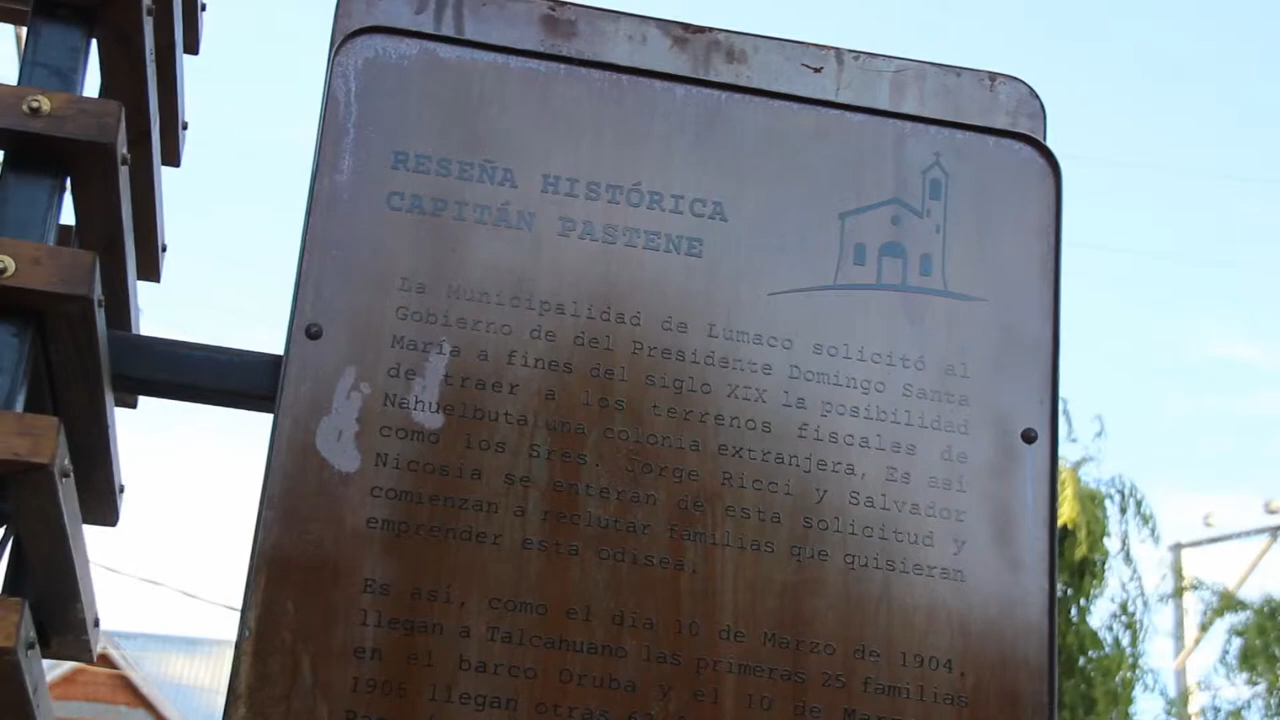 RESEÑA HISTÓRICA
CAPITÁN PASTENE
La Municipalidad de Lumaco solicitó al
Gobierno de del Presidente Domingo Santa
María a fines del siglo XIX la posibilidad
de traer a los terrenos fiscales de
Nahuelbuta una colonia extranjera, Es así
como los Sres. Jorge Ricci y Salvador
Nicosia se enteran de esta solicitud y
comienzan a reclutar familias que quisieran
emprender esta odisea.
Es así, como el día 10 de Marzo de 1904,
llegan a Talcahuano las primeras 25 familias
en el barco Oruba y el 10 de
llegan otras